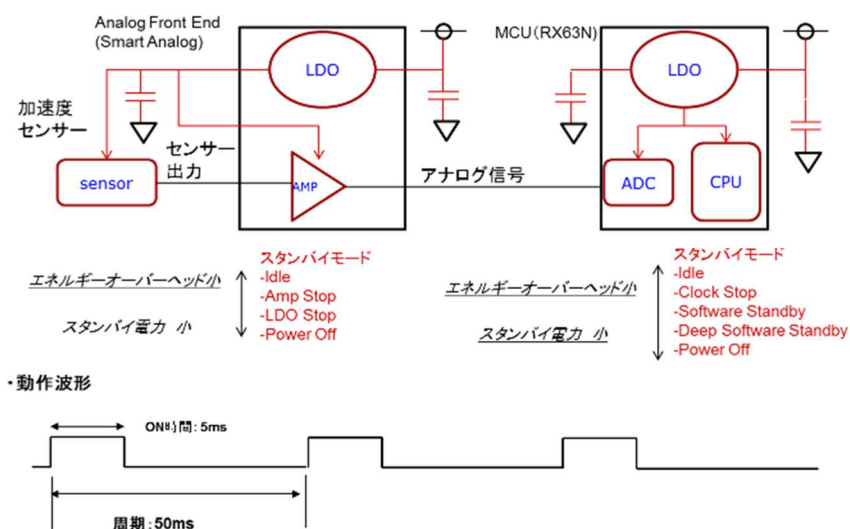 Analog Front End
(Smart Analog)
LDO
加速度
センサー
sensor
センサー
出力
AMP
アナログ信号
MCU(RX63N)
LDO
ADC
CPU
エネルギーオーバーヘッド小
スタンバイ電力 小
スタンバイモード
-Idle
-Amp Stop
-LDO Stop
-Power Off
エネルギーオーバーヘッド小
スタンバイ電力 小
スタンバイモード
-Idle
-Clock Stop
-Software Standby
-Deep Software Standby
-Power Off
・動作波形
ON時間:5ms
周期:50ms